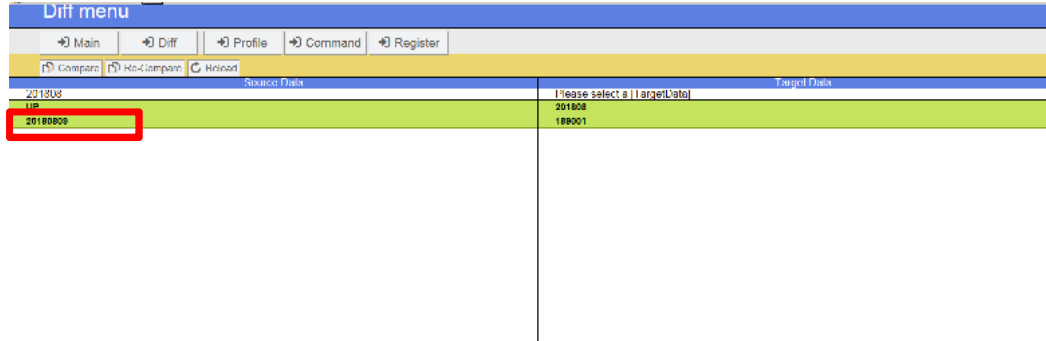 Diff menu
Main Diff Profile Command Register
Compare Re-Compare Reload
Source Data Target Data
201808 Please select a [TargetData]
UP 201808
20180809 189001